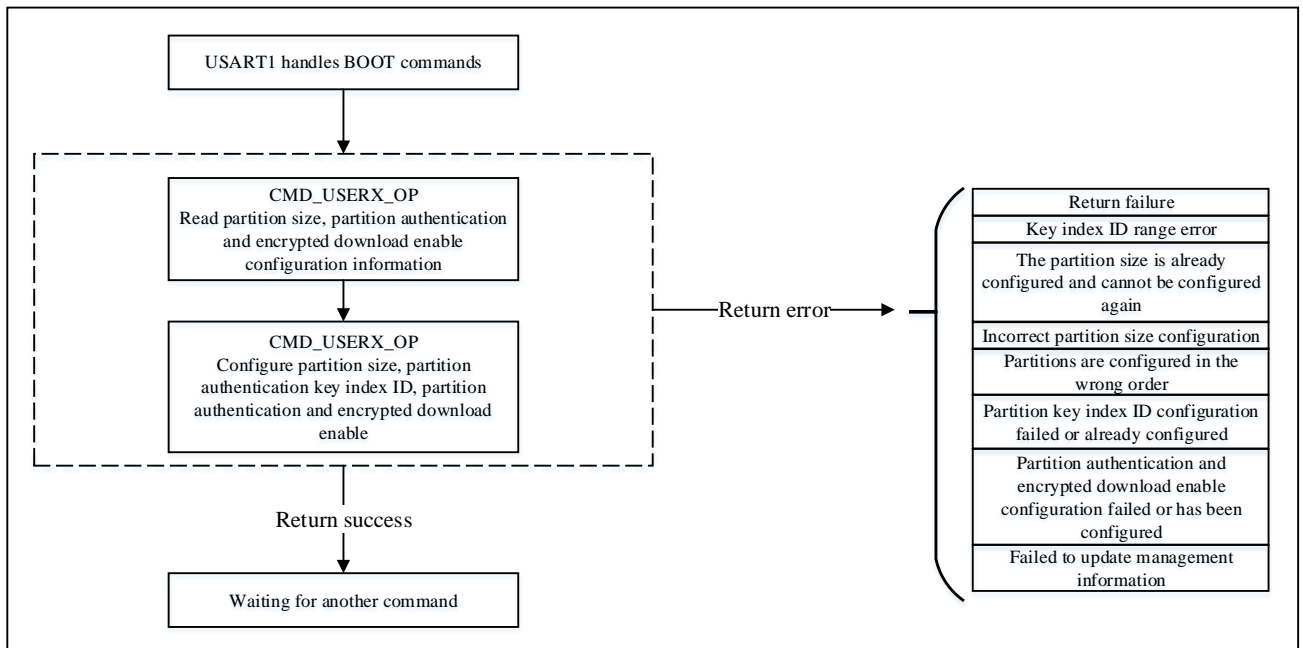 USART1 handles BOOT commands
CMD_USERX_OP
Read partition size, partition authentication
and encrypted download enable
configuration information
CMD_USERX_OP
Configure partition size, partition
authentication key index ID, partition
authentication and encrypted download
enable
Return success
Waiting for another command
Return error
Return failure
Key index ID range error
The partition size is already
configured and cannot be configured
again
Incorrect partition size configuration
Partitions are configured in the
wrong order
Partition key index ID configuration
failed or already configured
Partition authentication and
encrypted download enable
configuration failed or has been
configured
Failed to update management
information